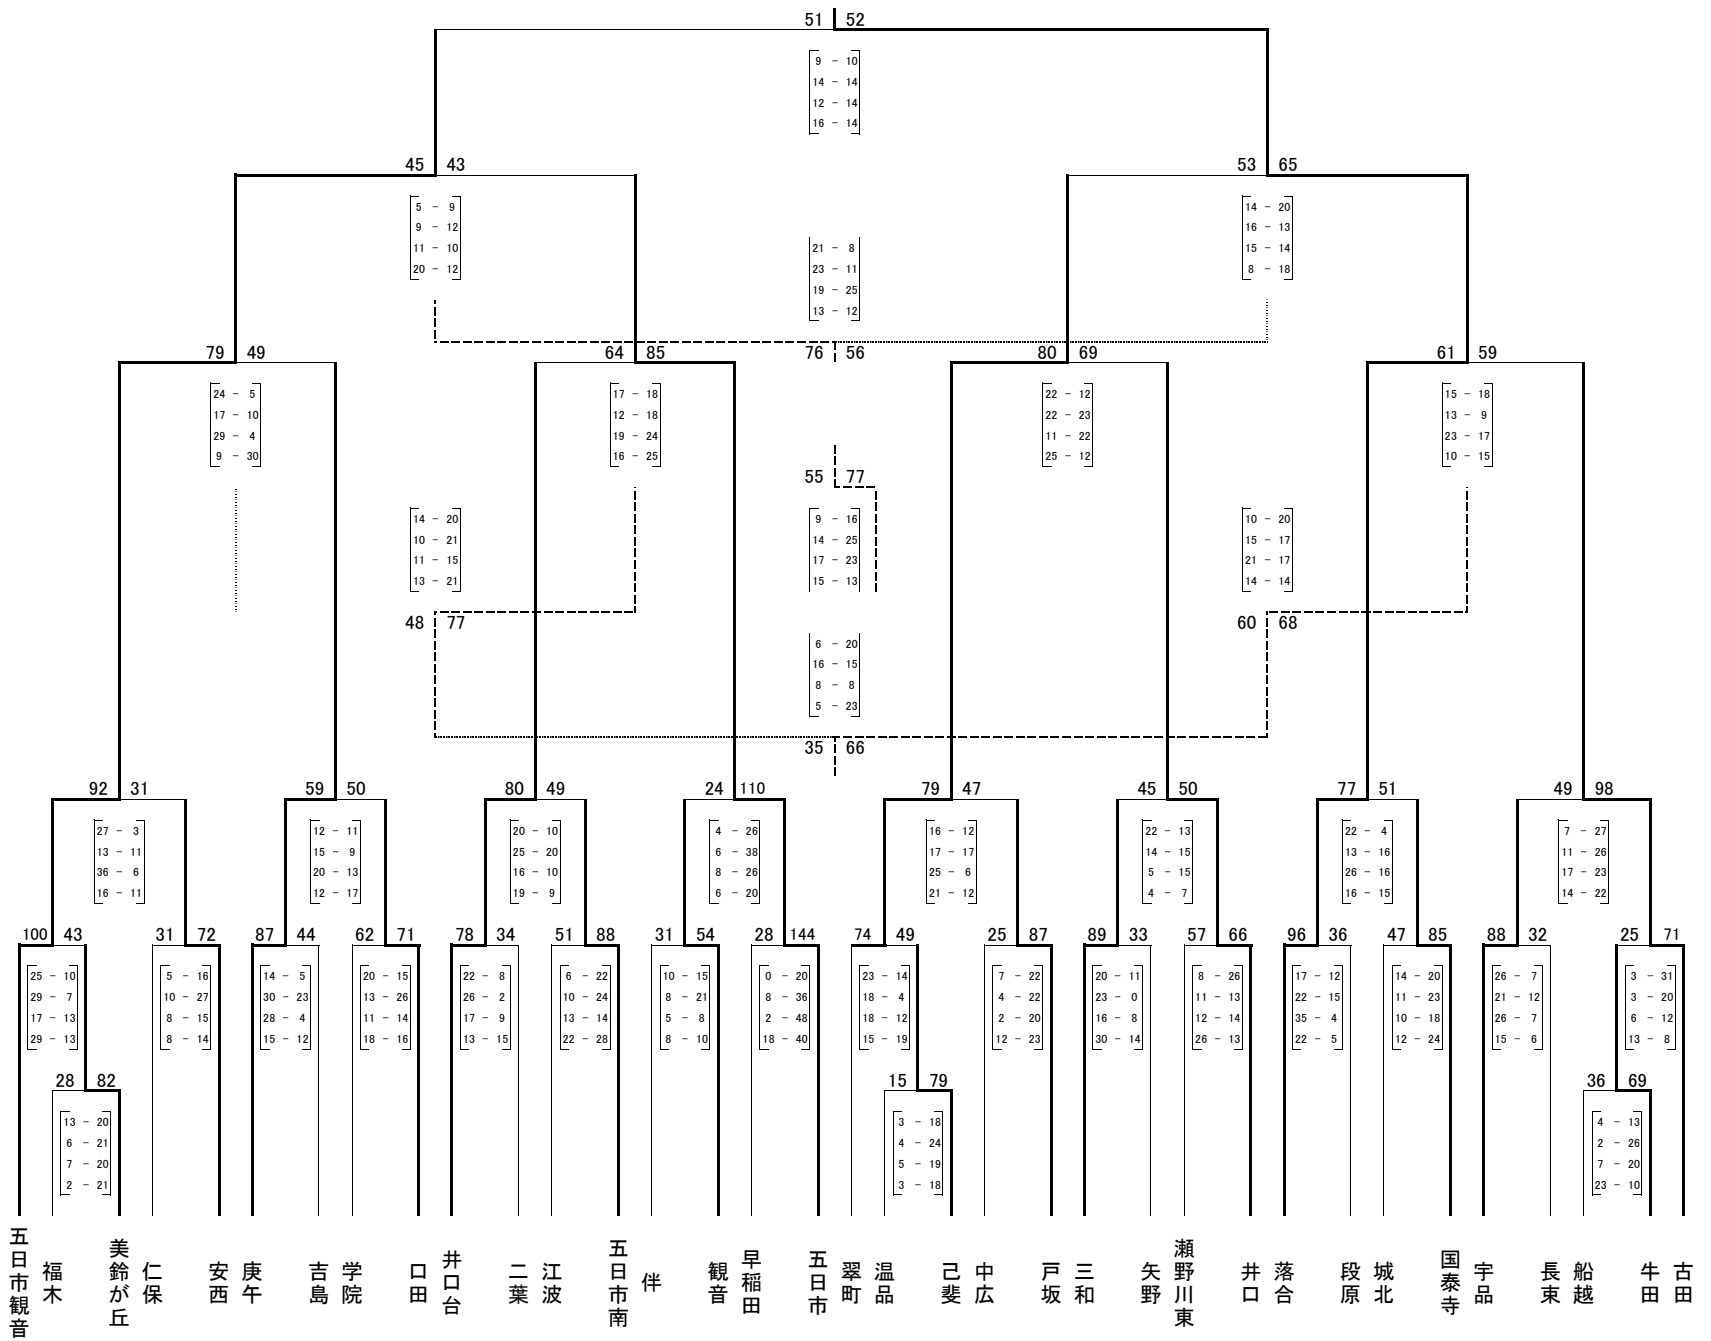 51 52
9 - 10
14 - 14
12 - 14
16 - 14
45 43
53 65
5 - 9
9 - 12
11 - 10
20 - 12
14 - 20
16 - 13
15 - 14
8 - 18
21 - 8
23 - 11
19 - 25
13 - 12
76 56
79 49
64 85
80 69
61 59
24 - 5
17 - 10
29 - 4
9 - 30
17 - 18
12 - 18
19 - 24
16 - 25
22 - 12
22 - 23
11 - 22
25 - 12
15 - 18
13 - 9
23 - 17
10 - 15
55 77
14 - 20
10 - 21
11 - 15
13 - 21
48 77
9 - 16
14 - 25
17 - 23
15 - 13
10 - 20
15 - 17
21 - 17
14 - 14
60 68
6 - 20
16 - 15
8 - 8
5 - 23
35 66
92 31
59 50
80 49
24 110
79 47
45 50
77 51
49 98
27 - 3
13 - 11
36 - 6
16 - 11
12 - 11
15 - 9
20 - 13
12 - 17
20 - 10
25 - 20
16 - 10
19 - 9
4 - 26
6 - 38
8 - 26
6 - 20
16 - 12
17 - 17
25 - 6
21 - 12
22 - 13
14 - 15
5 - 15
4 - 7
22 - 4
13 - 16
26 - 16
16 - 15
7 - 27
11 - 26
17 - 23
14 - 22
100 43
31 72
87 44
62 71
78 34
51 88
31 54
28 144
74 49
25 87
89 33
57 66
96 36
47 85
88 32
25 71
25 - 10
29 - 7
17 - 13
29 - 13
5 - 16
10 - 27
8 - 15
8 - 14
14 - 5
30 - 23
28 - 4
15 - 12
20 - 15
13 - 26
11 - 14
18 - 16
22 - 8
26 - 2
17 - 9
13 - 15
6 - 22
10 - 24
13 - 14
22 - 28
10 - 15
8 - 21
5 - 8
8 - 10
0 - 20
8 - 36
2 - 48
18 - 40
23 - 14
18 - 4
18 - 12
15 - 19
7 - 22
4 - 22
2 - 20
12 - 23
20 - 11
23 - 0
16 - 8
30 - 14
8 - 26
11 - 13
12 - 14
26 - 13
17 - 12
22 - 15
35 - 4
22 - 5
14 - 20
11 - 23
10 - 18
12 - 24
26 - 7
21 - 12
26 - 7
15 - 6
3 - 31
3 - 20
6 - 12
13 - 8
28 82
15 79
36 69
13 - 20
6 - 21
7 - 20
2 - 21
3 - 18
4 - 24
5 - 19
3 - 18
4 - 13
2 - 26
7 - 20
23 - 10
五日市観音
福木
美鈴が丘
仁保
安西
庚午
吉島
学院
口田
井口台
二葉
江波
五日市南
伴
観音
早稲田
五日市
翠町
温品
己斐
中広
戸坂
三和
矢野
瀬野川東
井口
落合
段原
城北
国泰寺
宇品
長束
船越
牛田
古田